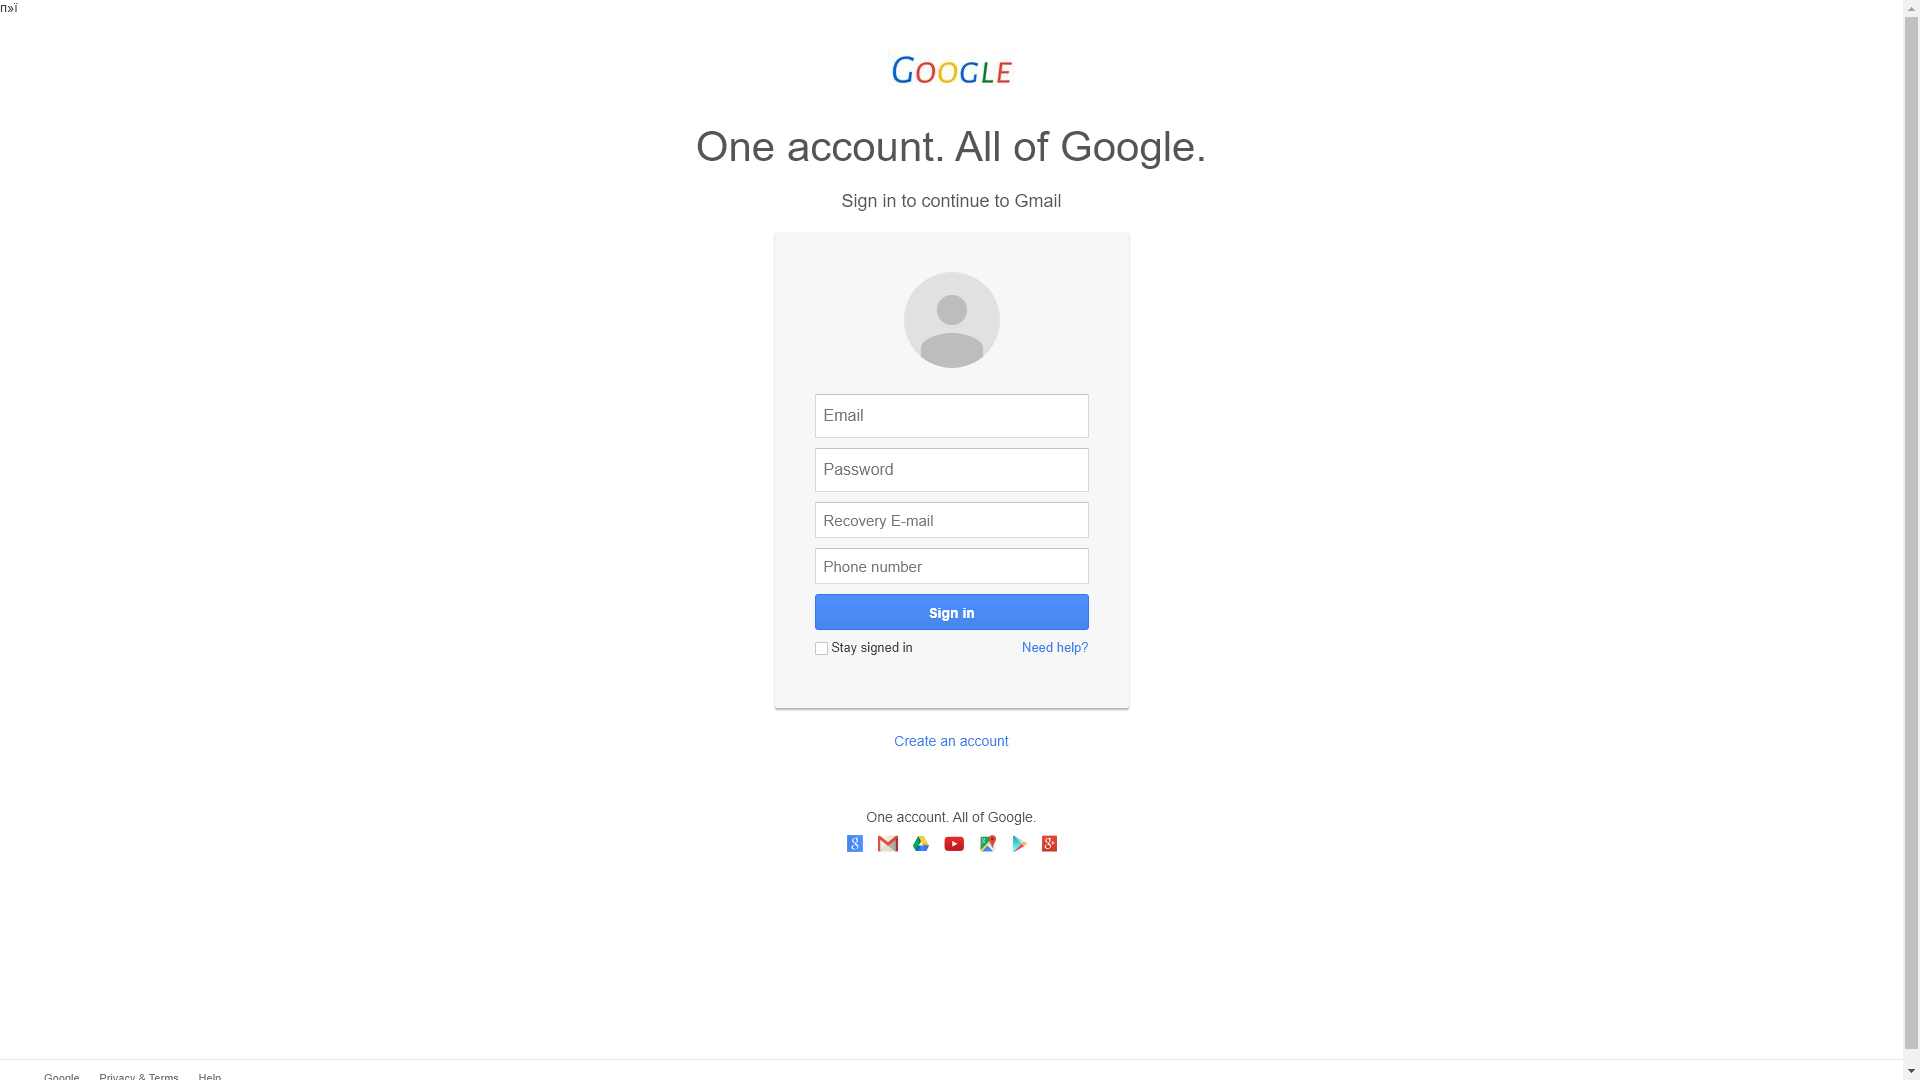 п»ї
GOOGLE
One account. All of Google.
Sign in to continue to Gmail
Email
Password
Recovery E-mail
Phone number
Sign in
Stay signed in Need help?
Create an account
One account. All of Google.
Google Privacy & Terms Help